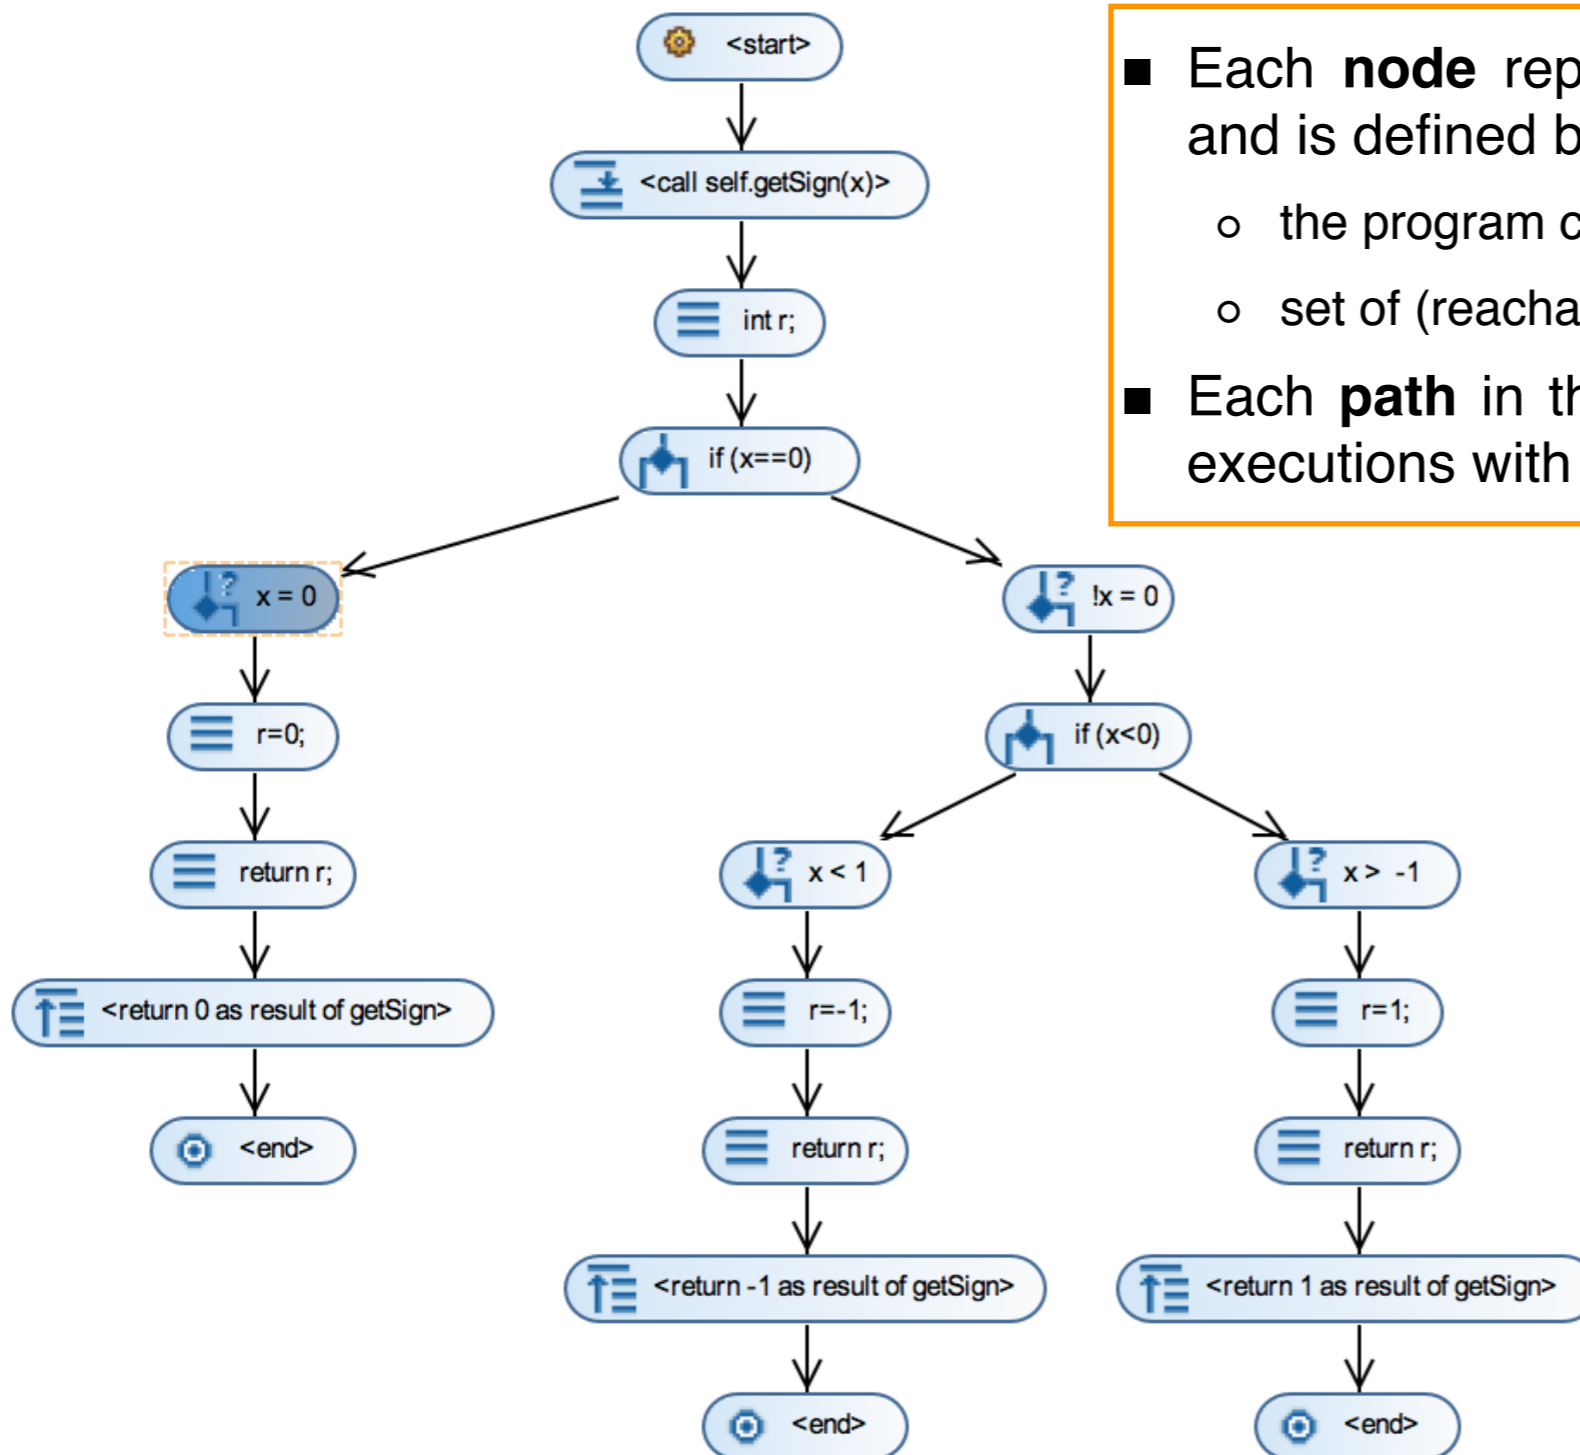 <start>
<call self.getSign(x)>
int r;
if (x==0)
x = 0
!x = 0
r=0;
if (x<0)
return r;
x < 1
x > -1
<return 0 as result of getSign>
r=-1;
r=1;
<end>
return r;
return r;
<return -1 as result of getSign>
<return 1 as result of getSign>
<end>
<end>
■ Each node rep
and is defined b
○ the program c
○ set of (reacha
■ Each path in th
executions with